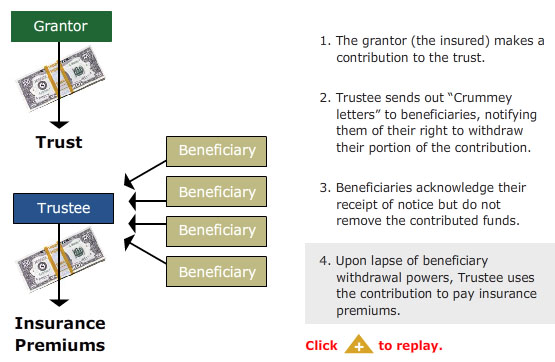 Grantor
Trust
Beneficiary
Beneficiary
Trustee
Beneficiary
Beneficiary
Insurance
Premiums
1. The grantor (the insured) makes a
contribution to the trust.
2. Trustee sends out “Crummey
letters” to beneficiaries, notifying
them of their right to withdraw
their portion of the contribution.
3. Beneficiaries acknowledge their
receipt of notice but do not
remove the contributed funds.
4. Upon lapse of beneficiary
withdrawal powers, Trustee uses
the contribution to pay insurance
premiums.
Click + to replay.